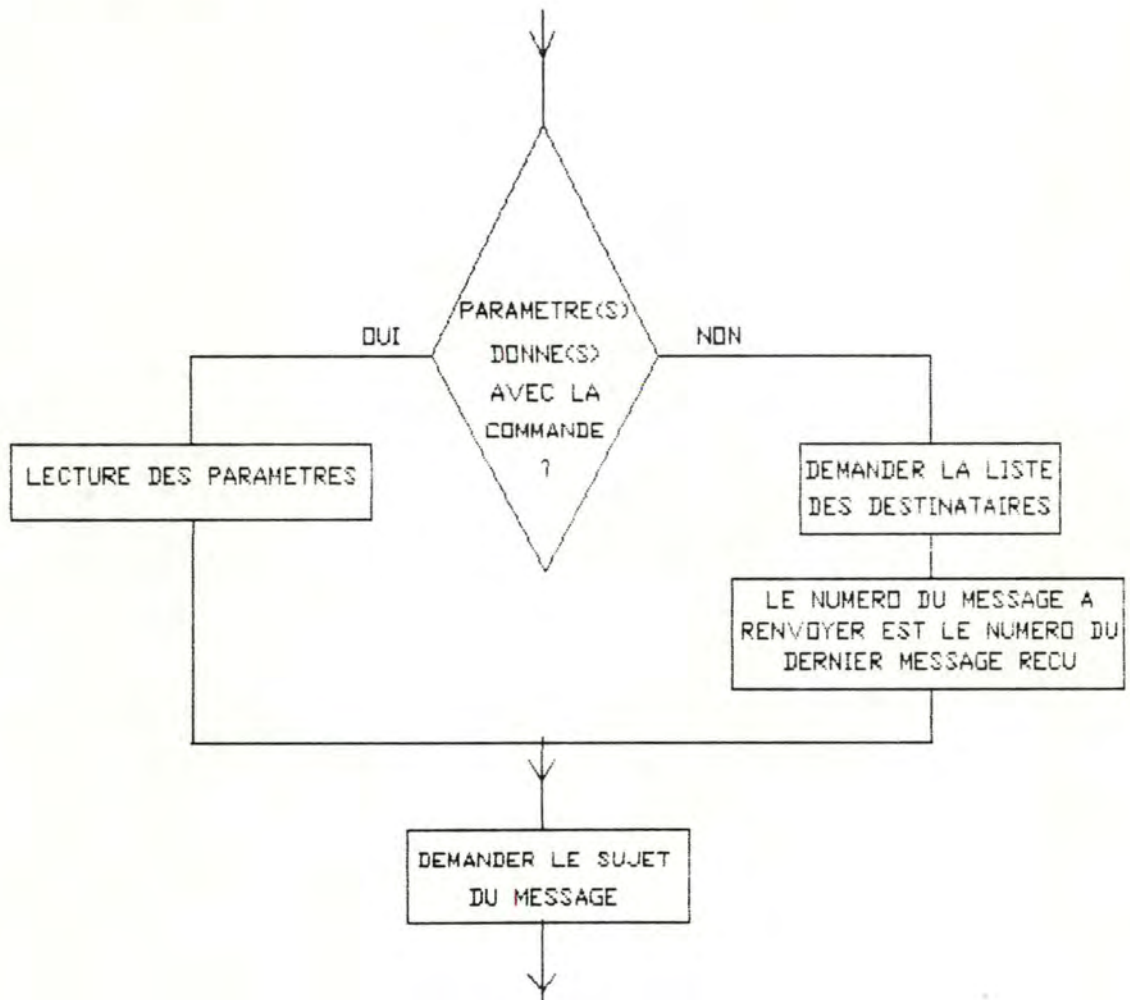 PARAMETRE(S)
DONNE(S)
AVEC LA
COMMANDE
?
OUI
NON
LECTURE DES PARAMETRES
DEMANDER LA LISTE
DES DESTINATAIRES
LE NUMERO DU MESSAGE A
RENVOYER EST LE NUMERO DU
DERNIER MESSAGE RECU
DEMANDER LE SUJET
DU MESSAGE